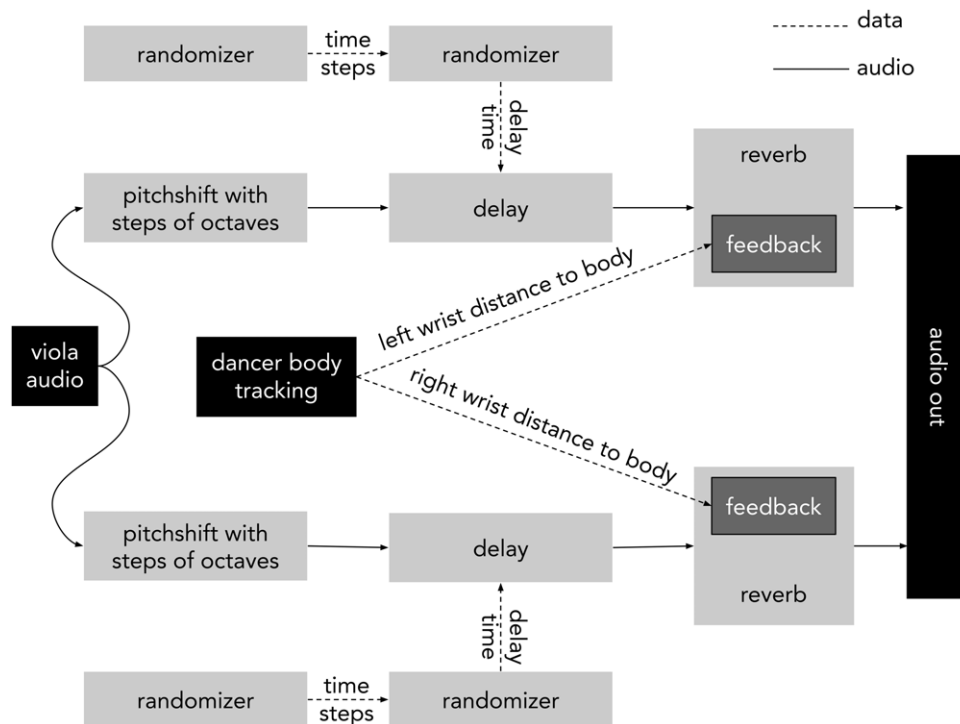 data
audio
randomizer
time
steps
randomizer
delay
time
pitchshift with
steps of octaves
delay
reverb
feedback
left wrist distance to body
viola
audio
dancer body
tracking
right wrist distance to body
audio out
pitchshift with
steps of octaves
delay
feedback
reverb
delay
time
randomizer
time
steps
randomizer